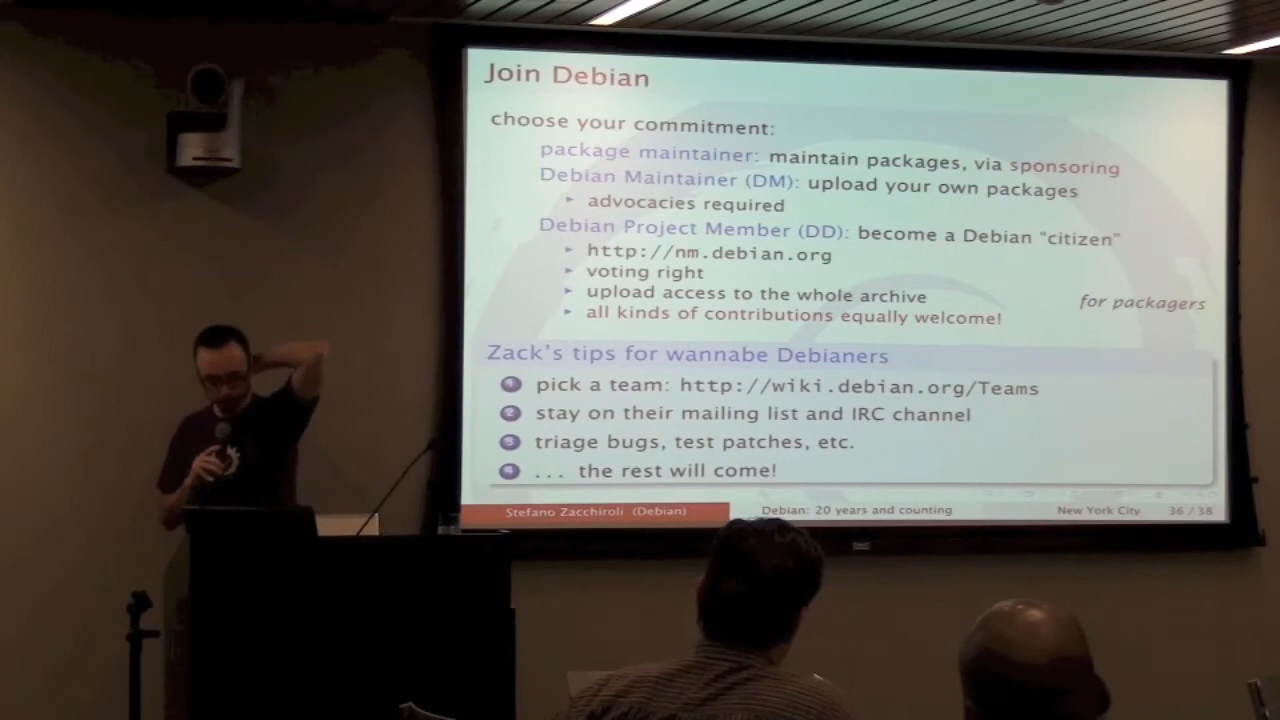 Join Debian
choose your commitment:
package maintainer: maintain packages, via sponsoring
Debian Maintainer (DM): upload your own packages
‣ advocacies required
Debian Project Member (DD): become a Debian “citizen”
‣ http://nm.debian.org
‣ voting right
‣ upload access to the whole archive for packagers
‣ all kinds of contributions equally welcome!
Zack's tips for wannabe Debianers
1 pick a team: http://wiki.debian.org/Teams
2 stay on their mailing list and IRC channel
3 triage bugs, test patches, etc.
4 ... the rest will come!
Stefano Zacchiroli (Debian) Debian: 20 years and counting New York City 36 / 38